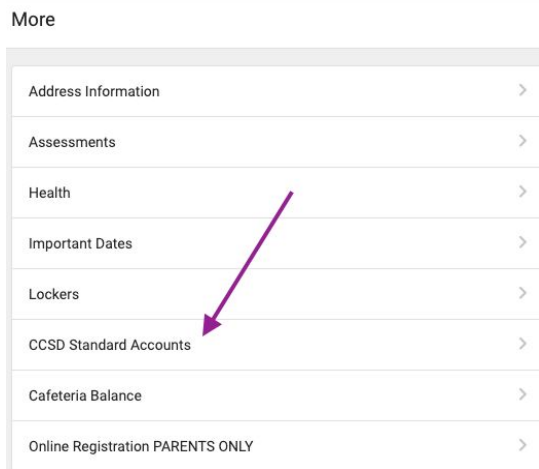 More
Address Information
Assessments
Health
Important Dates
Lockers
CCSD Standard Accounts
Cafeteria Balance
Online Registration PARENTS ONLY